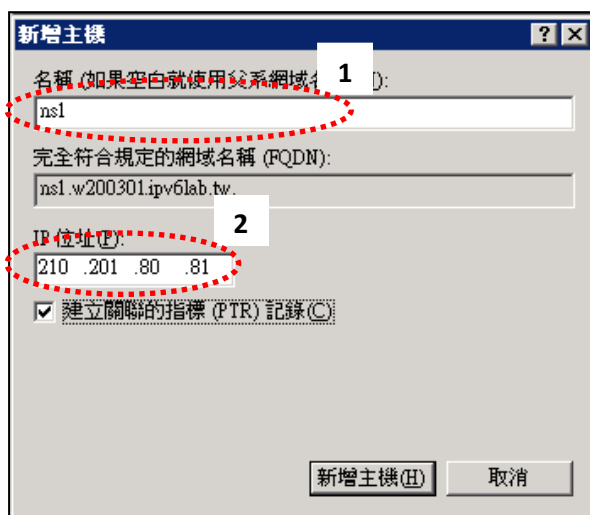 新增主機
1
名稱 (如果空白就使用父系網域名 ):
ns1
完全符合規定的網域名稱 (FQDN):
ns1.w200301.ipv6lab.tw.
2
IP 位址(P):
210 .201 .80 .81
建立關聯的指標 (PTR) 記錄(C)
新增主機(H) 取消